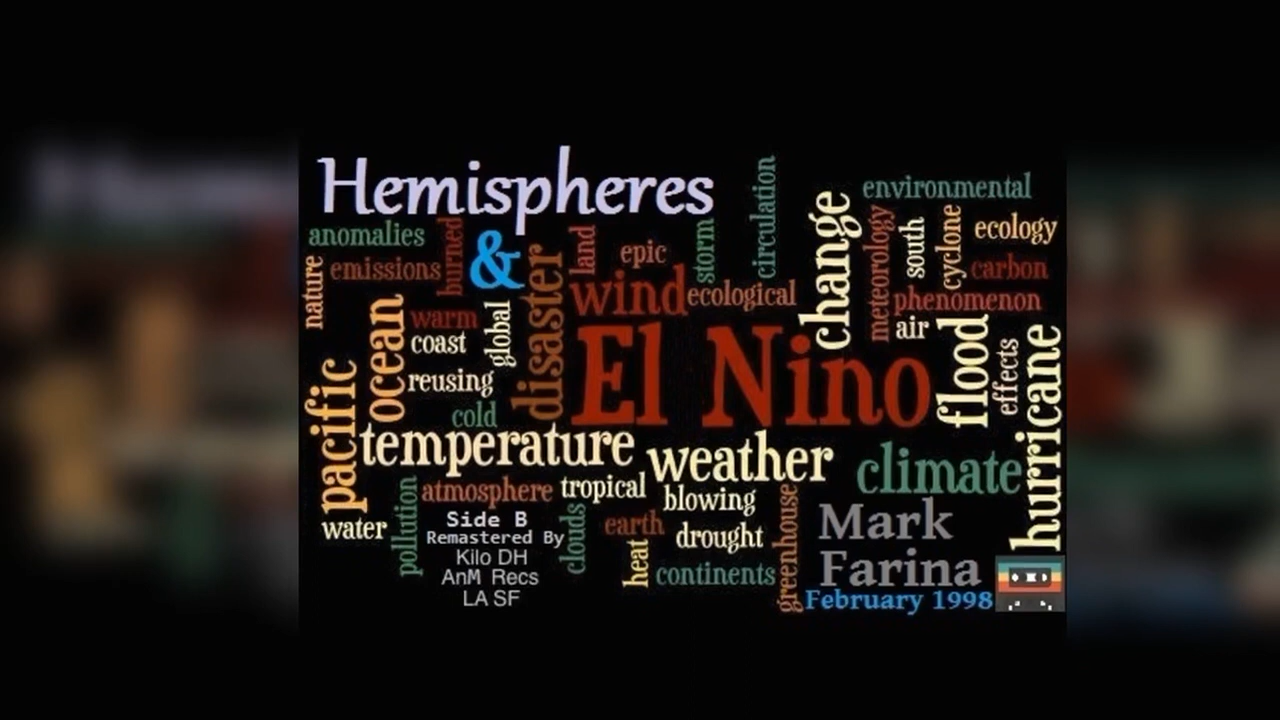 Hemispheres
&
El Nino
circulation
environmental
anomalies
burned
land
epic
storm
change
meteorology
south
cyclone
ecology
nature
emissions
disaster
wind
ecological
carbon
phenomenon
ocean
warm
global
air
coast
flood
effects
hurricane
pacific
reusing
cold
temperature
weather
climate
pollution
atmosphere
tropical
blowing
greenhouse
water
clouds
earth
drought
heat
continents
Side B
Remastered By
Kilo DH
AnM Recs
LA SF
Mark
Farina
February 1998